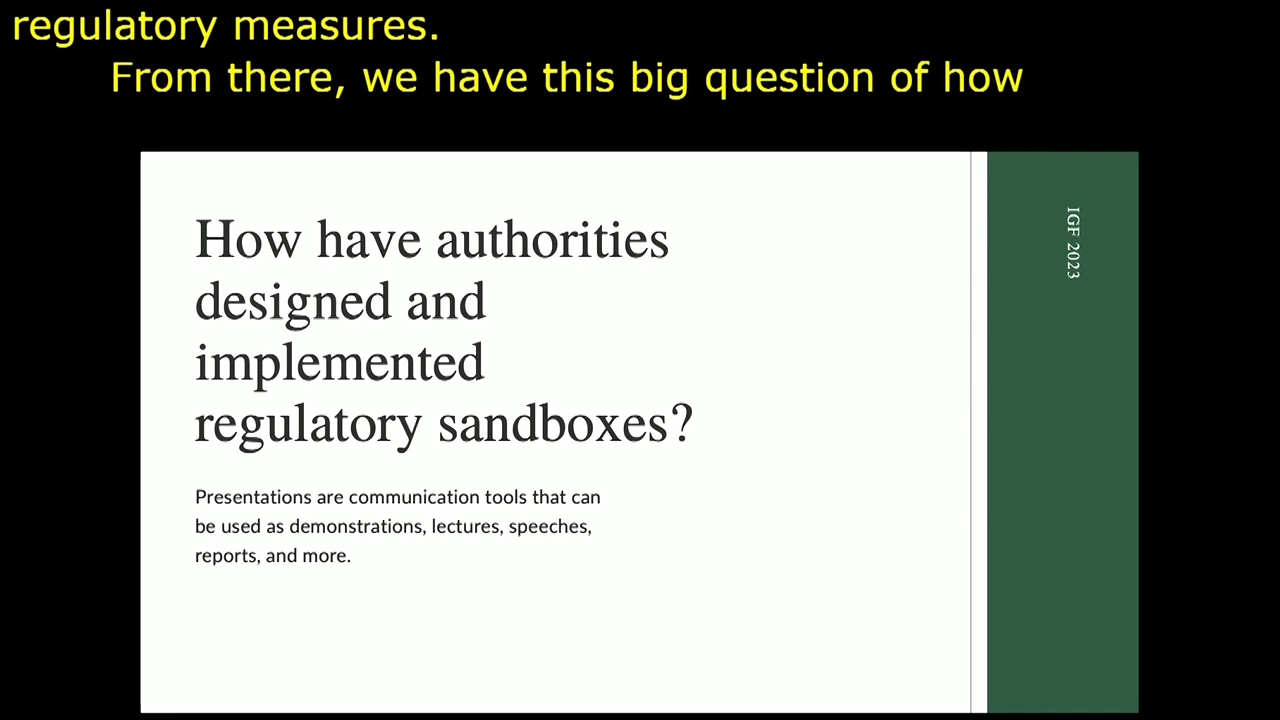 regulatory measures.
From there, we have this big question of how
How have authorities
designed and
implemented
regulatory sandboxes?
Presentations are communication tools that can
be used as demonstrations, lectures, speeches,
reports, and more.
IGF 2023